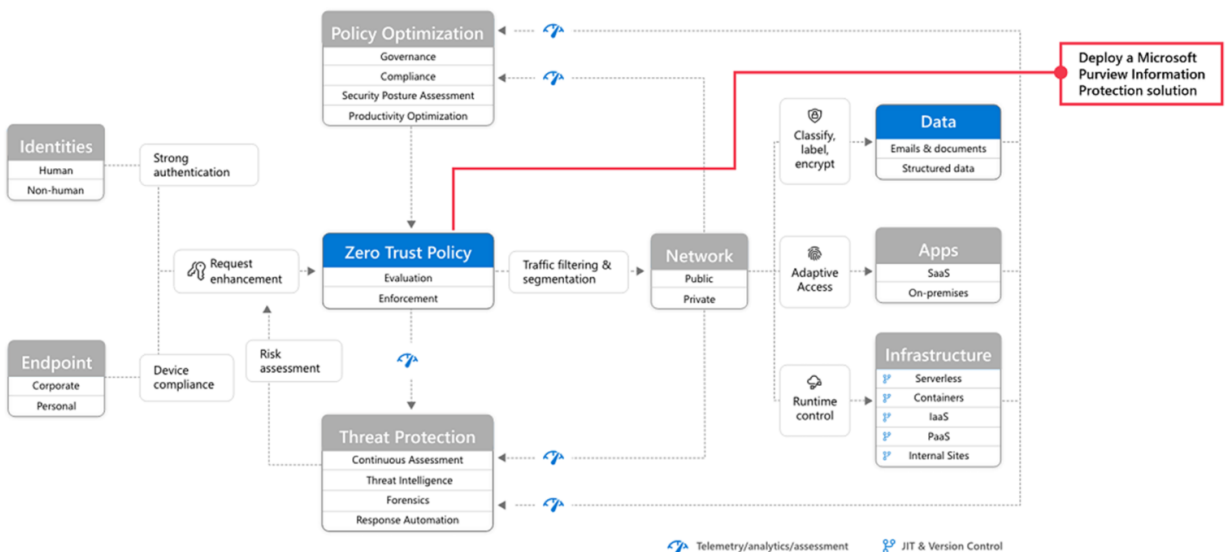 Policy Optimization
Governance
Compliance
Security Posture Assessment
Productivity Optimization
Deploy a Microsoft
Purview Information
Protection solution
Identities
Human
Non-human
Strong
authentication
Classify,
label,
encrypt
Data
Emails & documents
Structured data
Request
enhancement
Zero Trust Policy
Evaluation
Enforcement
Traffic filtering &
segmentation
Network
Public
Private
Adaptive
Access
Apps
SaaS
On-premises
Endpoint
Corporate
Personal
Device
compliance
Risk
assessment
Runtime
control
Infrastructure
Serverless
Containers
IaaS
PaaS
Internal Sites
Threat Protection
Continuous Assessment
Threat Intelligence
Forensics
Response Automation
Telemetry/analytics/assessment
JIT & Version Control